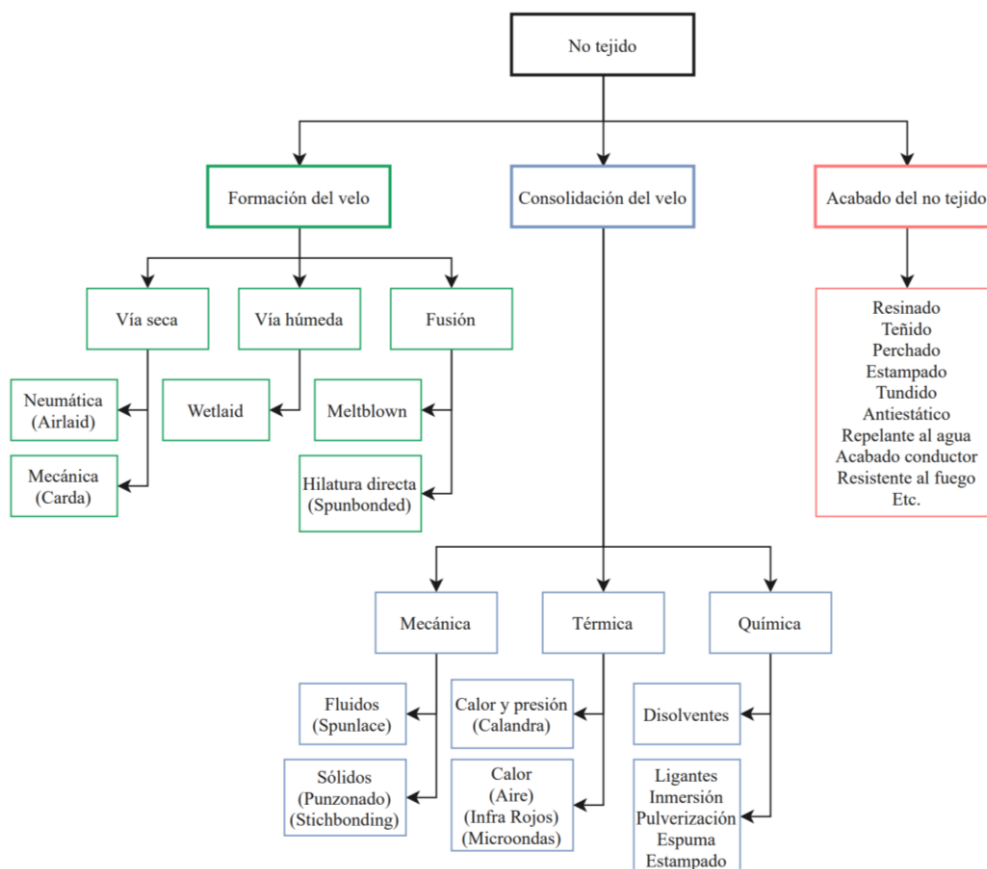 No tejido
Formación del velo
Consolidación del velo
Acabado del no tejido
Vía seca
Vía húmeda
Fusión
Neumática
(Airlaid)
Mecánica
(Carda)
Wetlaid
Meltblown
Hilatura directa
(Spunbonded)
Resinado
Teñido
Perchado
Estampado
Tundido
Antiestático
Repelante al agua
Acabado conductor
Resistente al fuego
Etc.
Mecánica
Térmica
Química
Fluidos
(Spunlace)
Sólidos
(Punzonado)
(Stichbonding)
Calor y presión
(Calandra)
Calor
(Aire)
(Infra Rojos)
(Microondas)
Disolventes
Ligantes
Inmersión
Pulverización
Espuma
Estampado